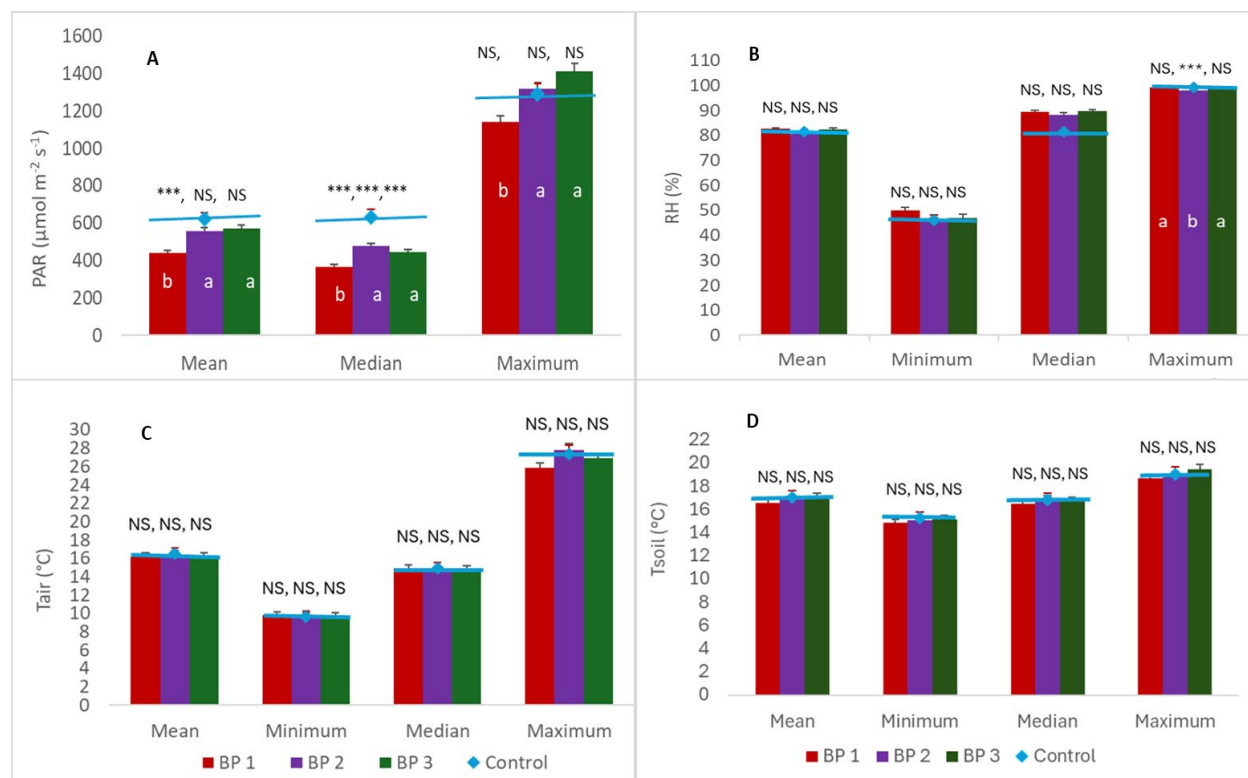 A
PAR (µmol m⁻² s⁻¹)
1600
1400
1200
1000
800
600
400
200
0
***, NS, NS
***,***,***
NS, NS, NS
b a a
b a a
b a a
Mean Median Maximum
B
RH (%)
110
100
90
80
70
60
50
40
30
20
10
0
NS, NS, NS
NS, NS, NS
NS, NS, NS
NS, ***, NS
a b a
Mean Minimum Median Maximum
C
Tair (°C)
30
28
26
24
22
20
18
16
14
12
10
8
6
4
2
0
NS, NS, NS
NS, NS, NS
NS, NS, NS
NS, NS, NS
Mean Minimum Median Maximum
BP 1 BP 2 BP 3 Control
D
Tsoil (°C)
22
20
18
16
14
12
10
8
6
4
2
0
NS, NS, NS
NS, NS, NS
NS, NS, NS
NS, NS, NS
Mean Minimum Median Maximum
BP 1 BP 2 BP 3 Control